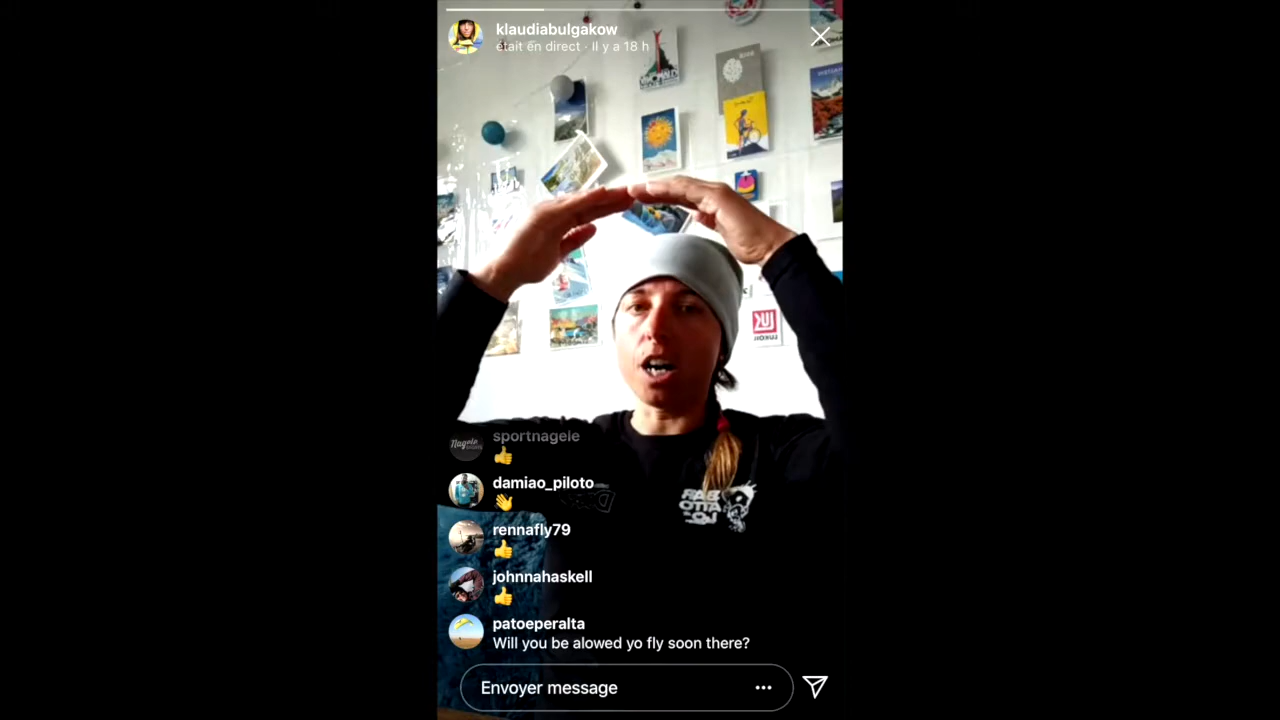 klaudiabulgakow
était en direct · Il y a 18 h
sportnagele
👍
damiao_piloto
👋
rennafly79
👍
johnnahaskell
👍
patoeperalta
Will you be alowed yo fly soon there?
Envoyer message